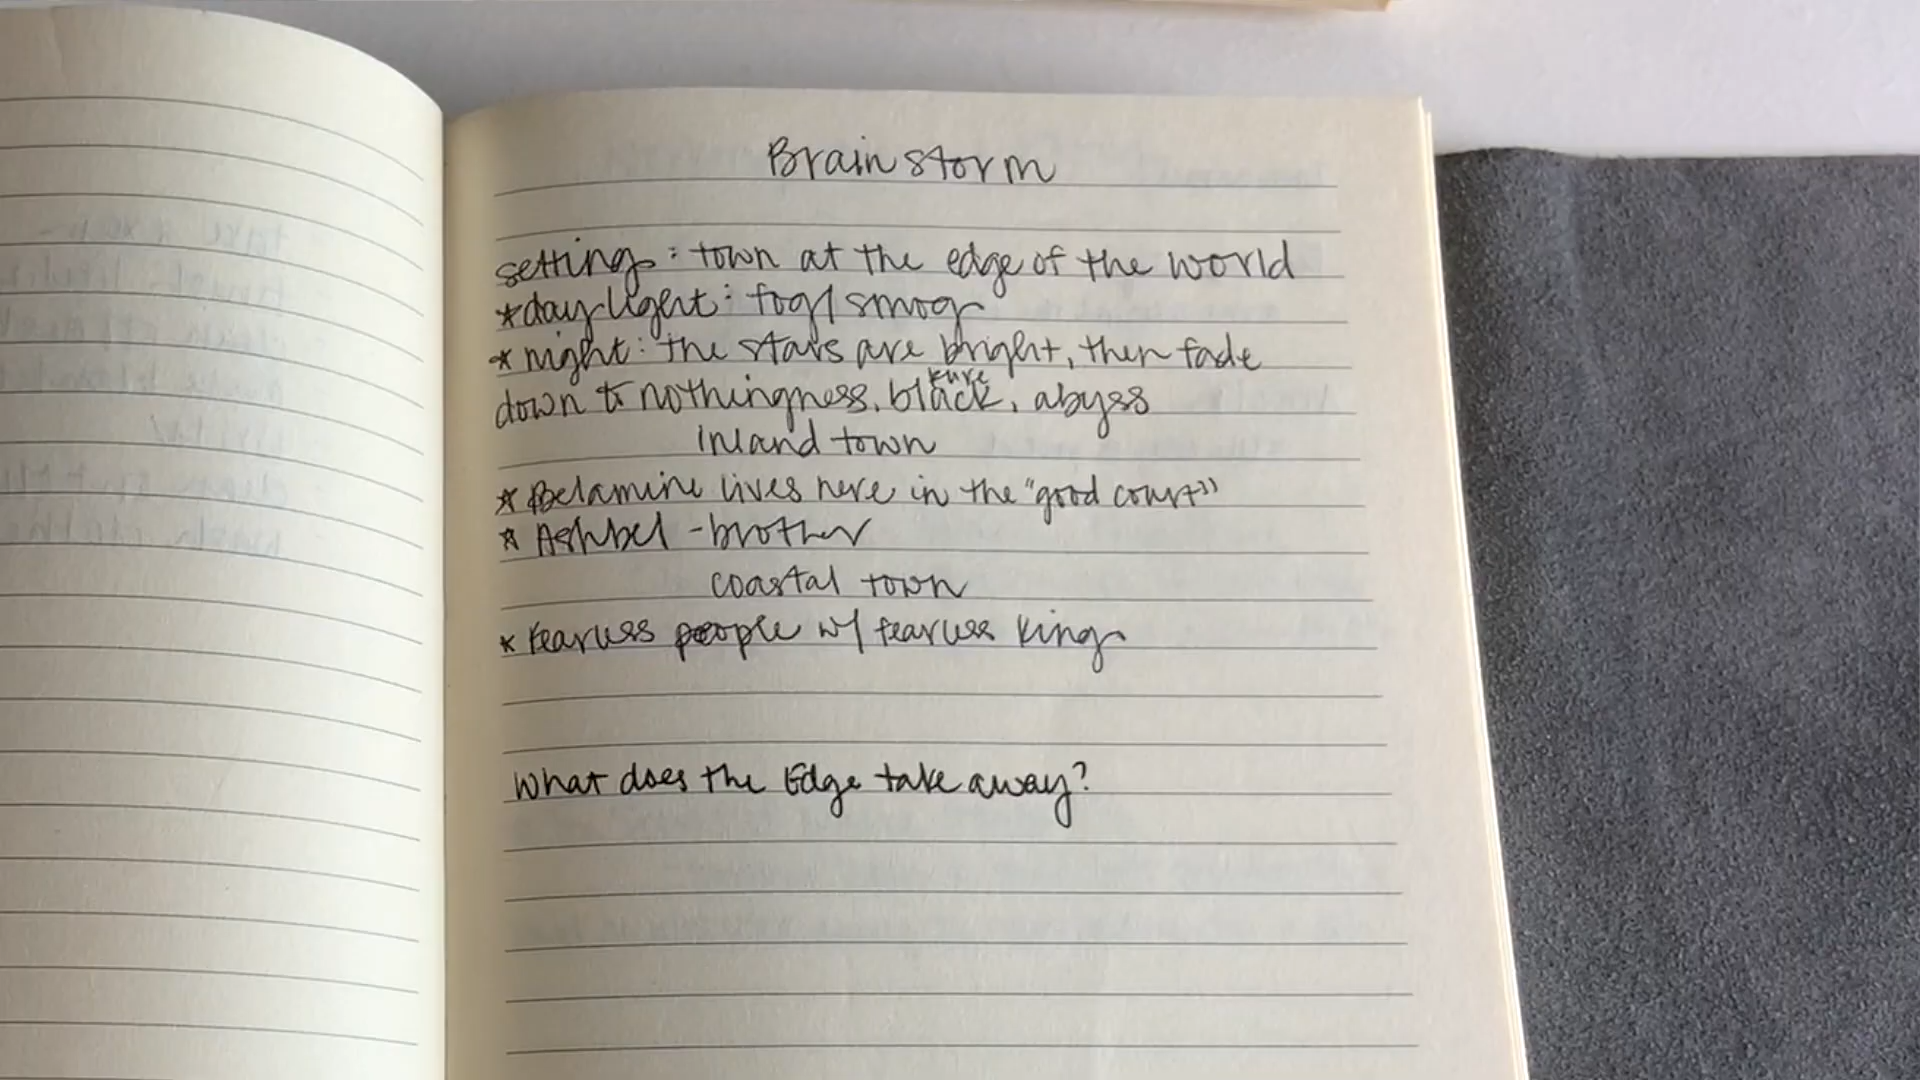 Brainstorm
setting: town at the edge of the world
*daylight: fog/smog
*night: the stars are bright, then fade
pure
down to nothingness, black, abyss
inland town
*Belamine lives here in the "good court"
*Ashbel - brother
coastal town
*Fearless people w/ fearless king
What does the Edge take away?